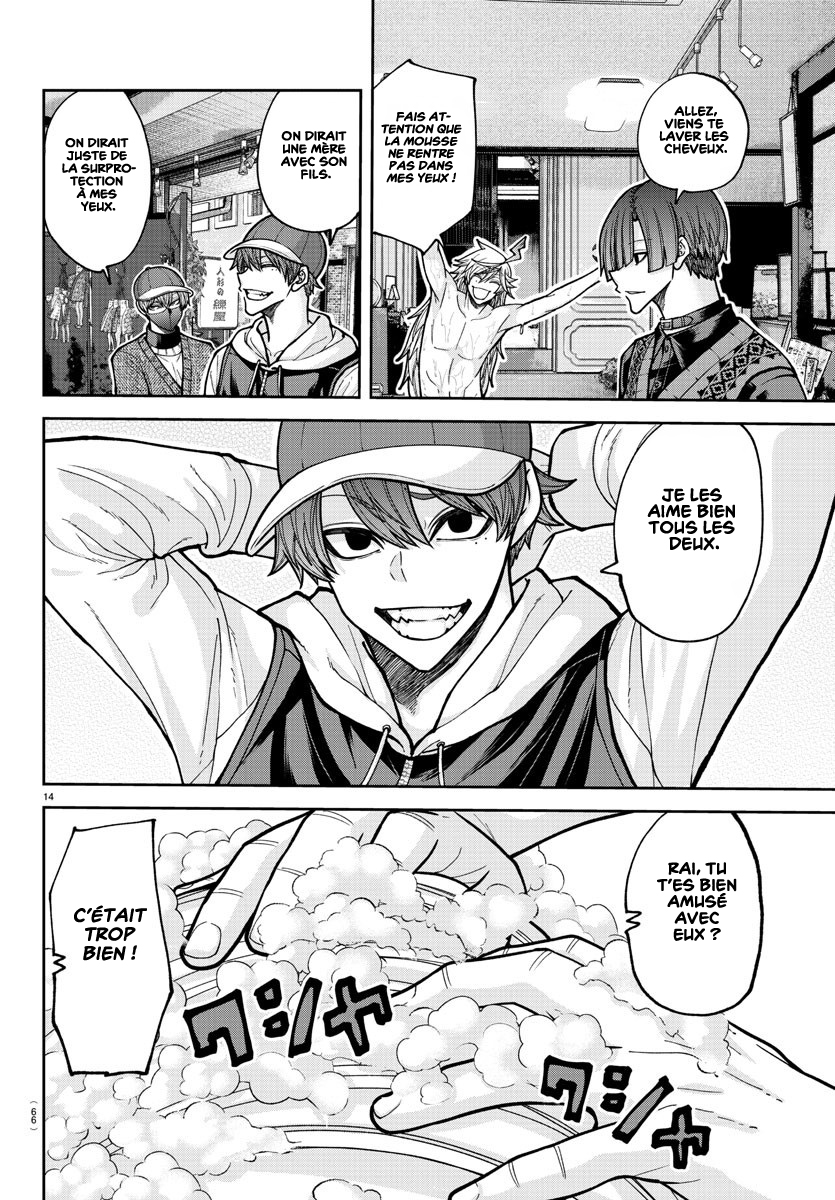 ALLEZ,
VIENS TE
LAVER LES
CHEVEUX.
FAIS AT-
TENTION QUE
LA MOUSSE
NE RENTRE
PAS DANS
MES YEUX !
ON DIRAIT
UNE MÈRE
AVEC SON
FILS.
ON DIRAIT
JUSTE DE
LA SURPRO-
TECTION
À MES
YEUX.
JE LES
AIME BIEN
TOUS LES
DEUX.
14
RAI, TU
T'ES BIEN
AMUSÉ
AVEC
EUX ?
C'ÉTAIT
TROP
BIEN !
ワシャ
ワシャ
66